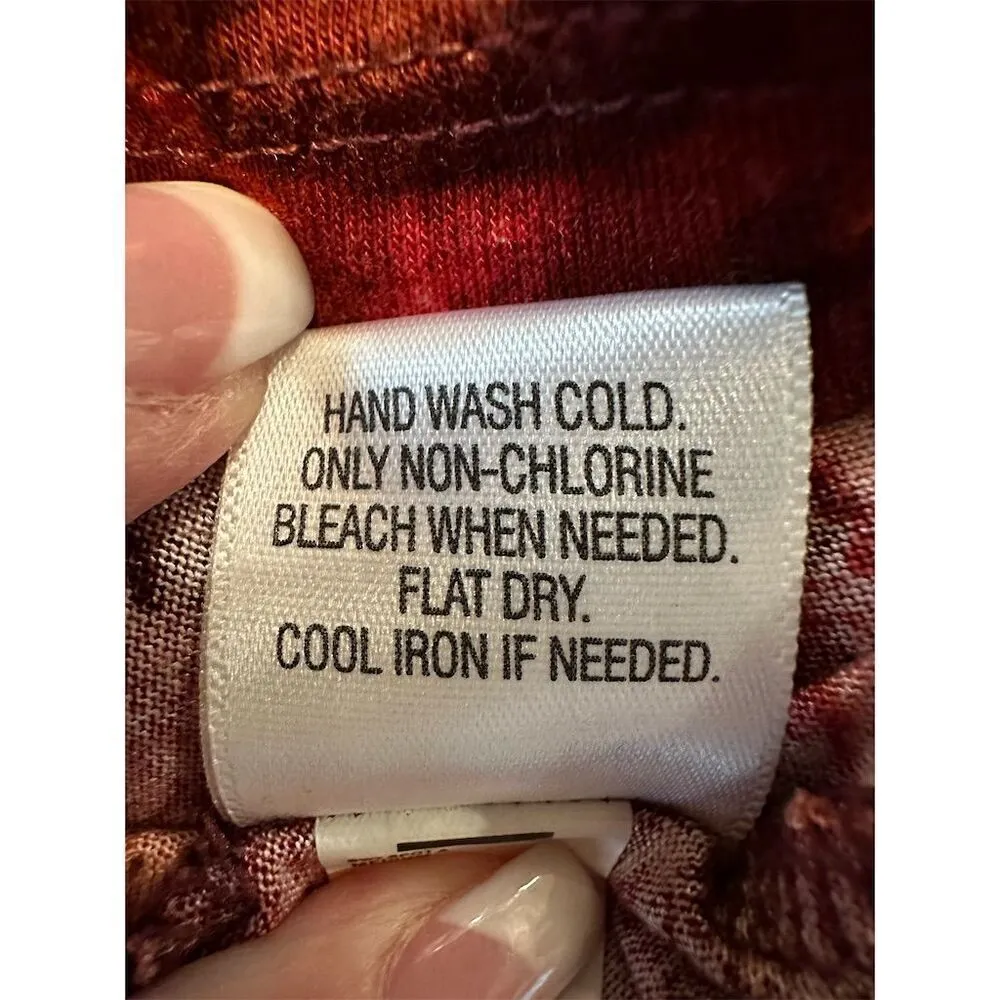 HAND WASH COLD.
ONLY NON-CHLORINE
BLEACH WHEN NEEDED.
FLAT DRY.
COOL IRON IF NEEDED.